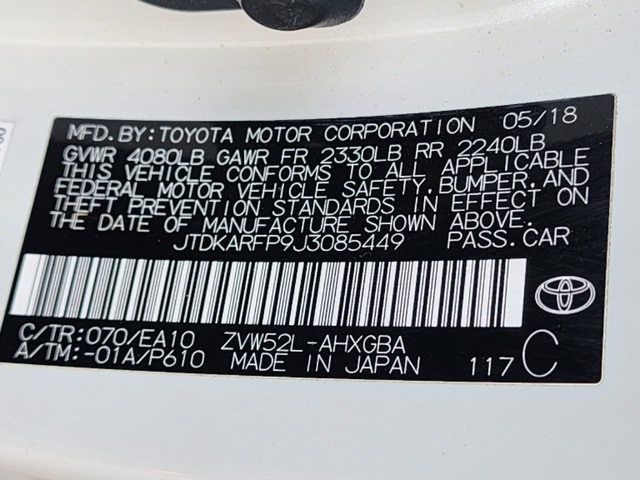 MFD.BY:TOYOTA MOTOR CORPORATION 05/18
GVWR 4080LB GAWR FR 2330LB RR 2240LB
THIS VEHICLE CONFORMS TO ALL APPLICABLE
FEDERAL MOTOR VEHICLE SAFETY,BUMPER,AND
THEFT PREVENTION STANDARDS IN EFFECT ON
THE DATE OF MANUFACTURE SHOWN ABOVE.
JTDKARFP9J3085449 PASS.CAR
C/TR:070/EA10 ZVW52L-AHXGBA
A/TM:-01A/P610 MADE IN JAPAN 117 C